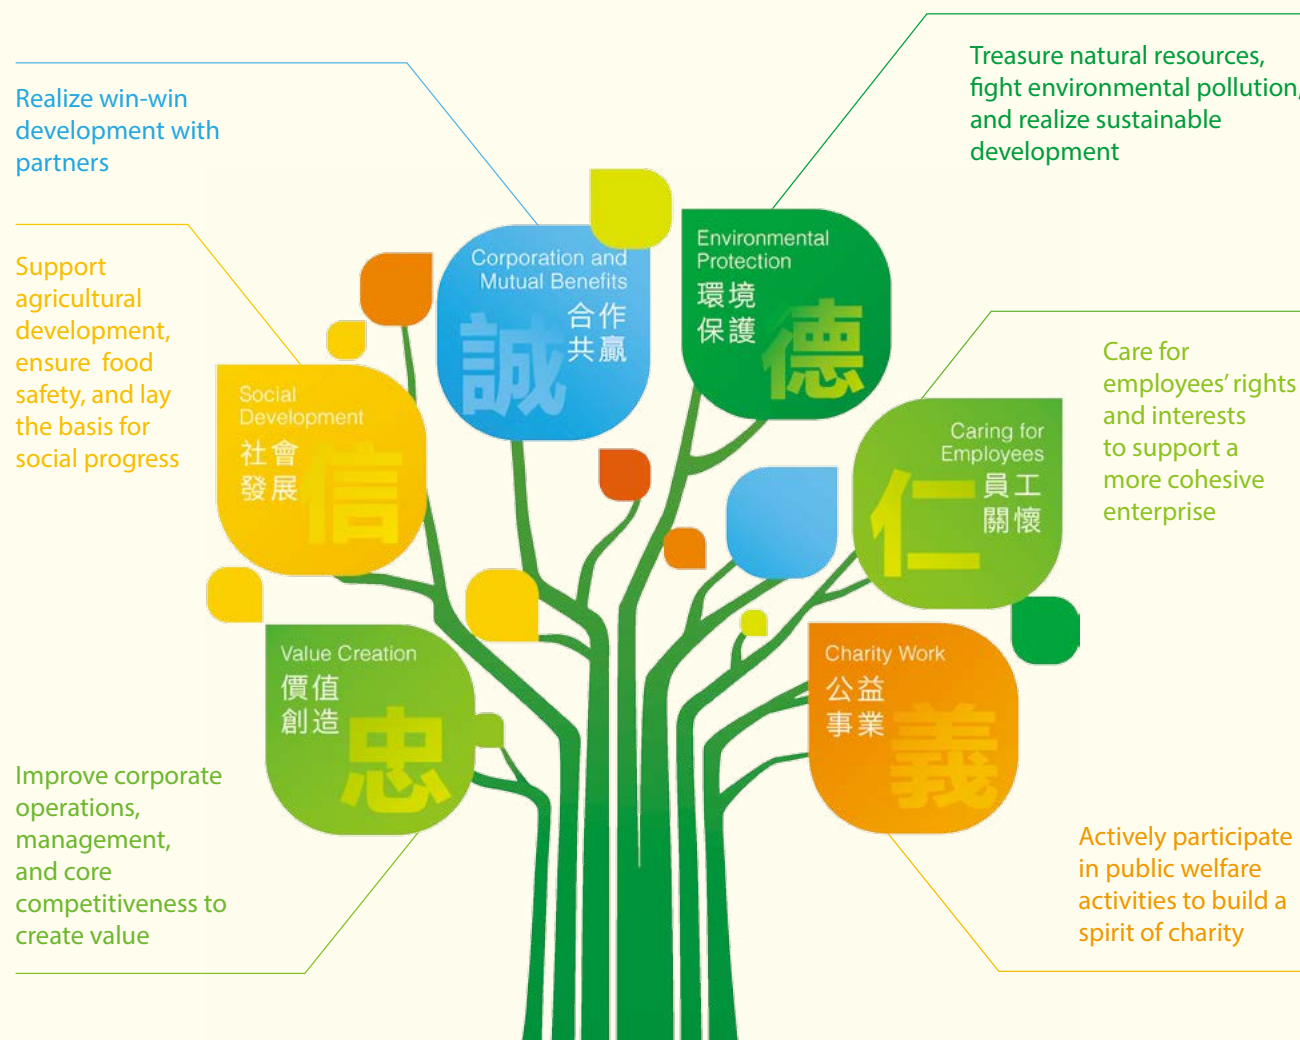 Realize win-win
development with
partners
Treasure natural resources,
fight environmental pollution,
and realize sustainable
development
Support
agricultural
development,
ensure food
safety, and lay
the basis for
social progress
Corporation and
Mutual Benefits
合作
共贏
誠
Environmental
Protection
環境
保護
德
Care for
employees' rights
and interests
to support a
more cohesive
enterprise
Social
Development
社會
發展
信
Caring for
Employees
員工
關懷
仁
Value Creation
價值
創造
忠
Charity Work
公益
事業
義
Improve corporate
operations,
management,
and core
competitiveness to
create value
Actively participate
in public welfare
activities to build a
spirit of charity